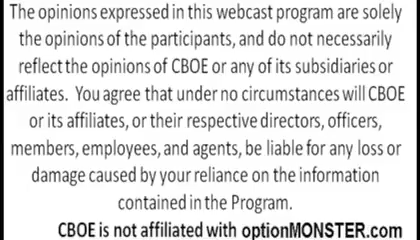 The opinions expressed in this webcast program are solely
the opinions of the participants, and do not necessarily
reflect the opinions of CBOE or any of its subsidiaries or
affiliates. You agree that under no circumstances will CBOE
or its affiliates, or their respective directors, officers,
members, employees, and agents, be liable for any loss or
damage caused by your reliance on the information
contained in the Program.
CBOE is not affiliated with optionMONSTER.com